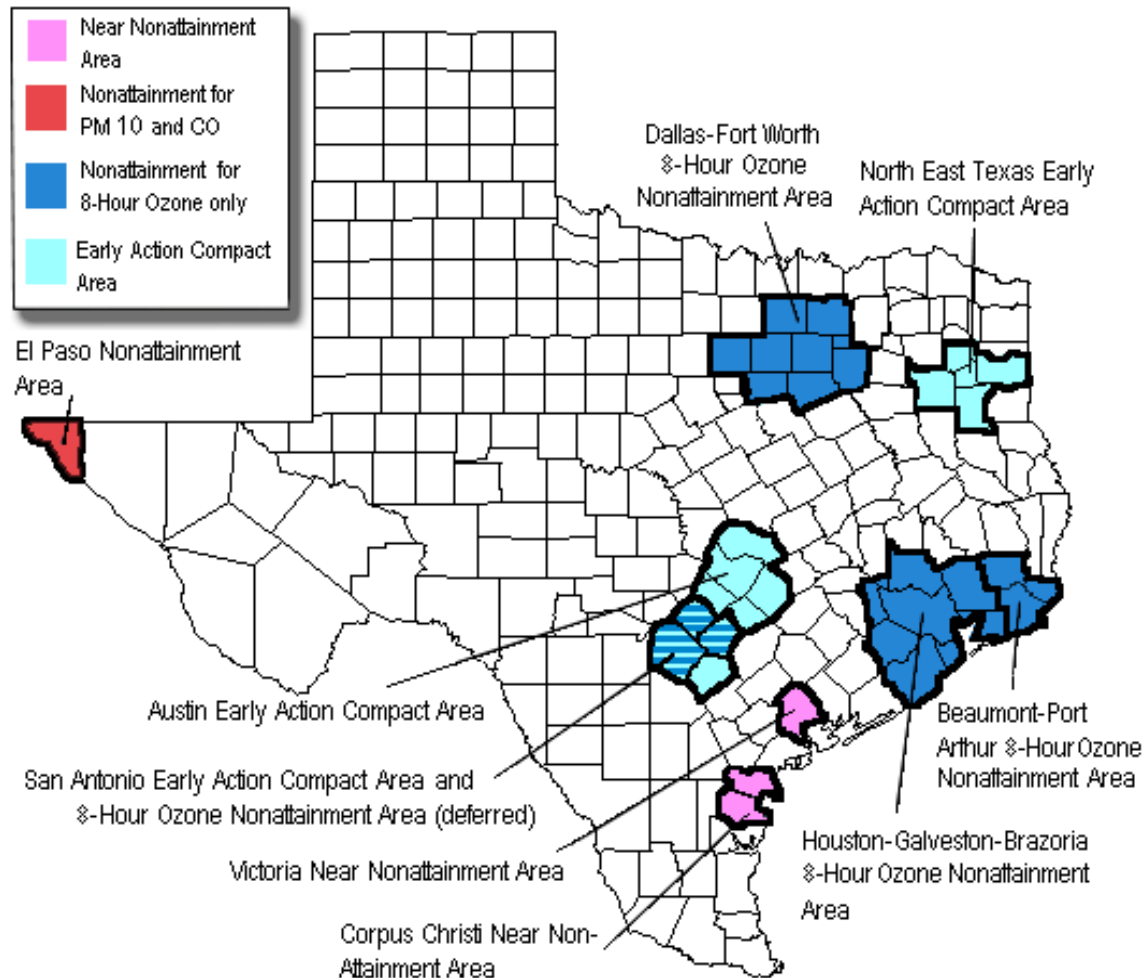 Near Nonattainment
Area
Nonattainment for
PM 10 and CO
Nonattainment for
8-Hour Ozone only
Early Action Compact
Area
Dallas-Fort Worth
8-Hour Ozone
Nonattainment Area
North East Texas Early
Action Compact Area
El Paso Nonattainment
Area
Austin Early Action Compact Area
San Antonio Early Action Compact Area and
8-Hour Ozone Nonattainment Area (deferred)
Victoria Near Nonattainment Area
Corpus Christi Near Non-
Attainment Area
Beaumont-Port
Arthur 8-Hour Ozone
Nonattainment Area
Houston-Galveston-Brazoria
8-Hour Ozone Nonattainment
Area